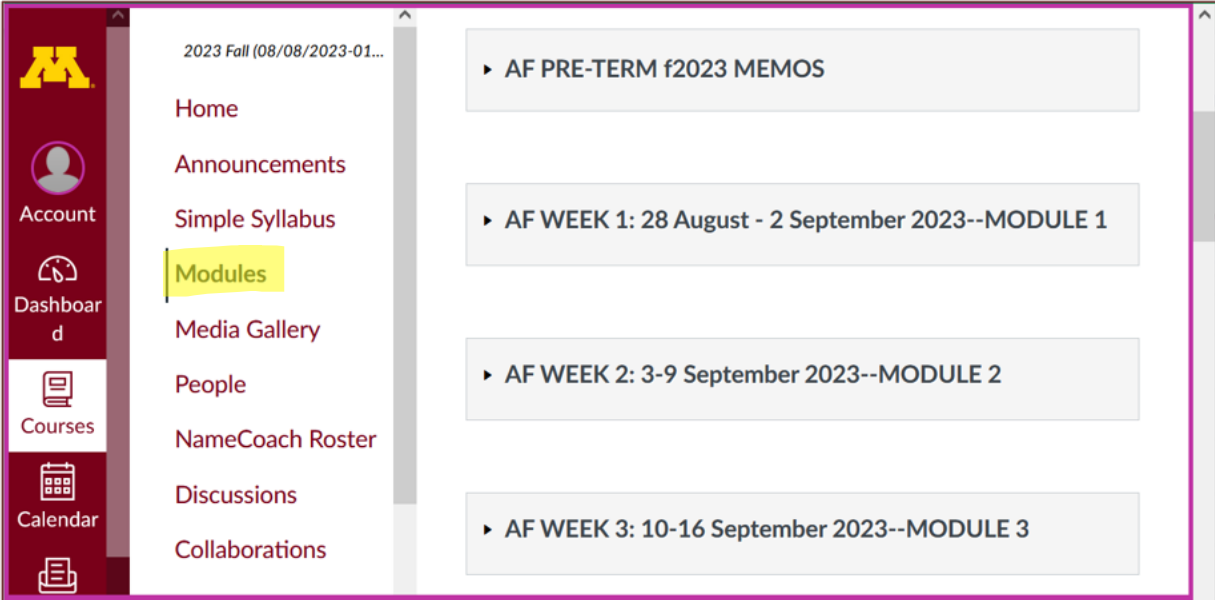 M
Account
Dashboar
d
Courses
Calendar
2023 Fall (08/08/2023-01...
Home
Announcements
Simple Syllabus
Modules
Media Gallery
People
NameCoach Roster
Discussions
Collaborations
AF PRE-TERM f2023 MEMOS
AF WEEK 1: 28 August - 2 September 2023--MODULE 1
AF WEEK 2: 3-9 September 2023--MODULE 2
AF WEEK 3: 10-16 September 2023--MODULE 3